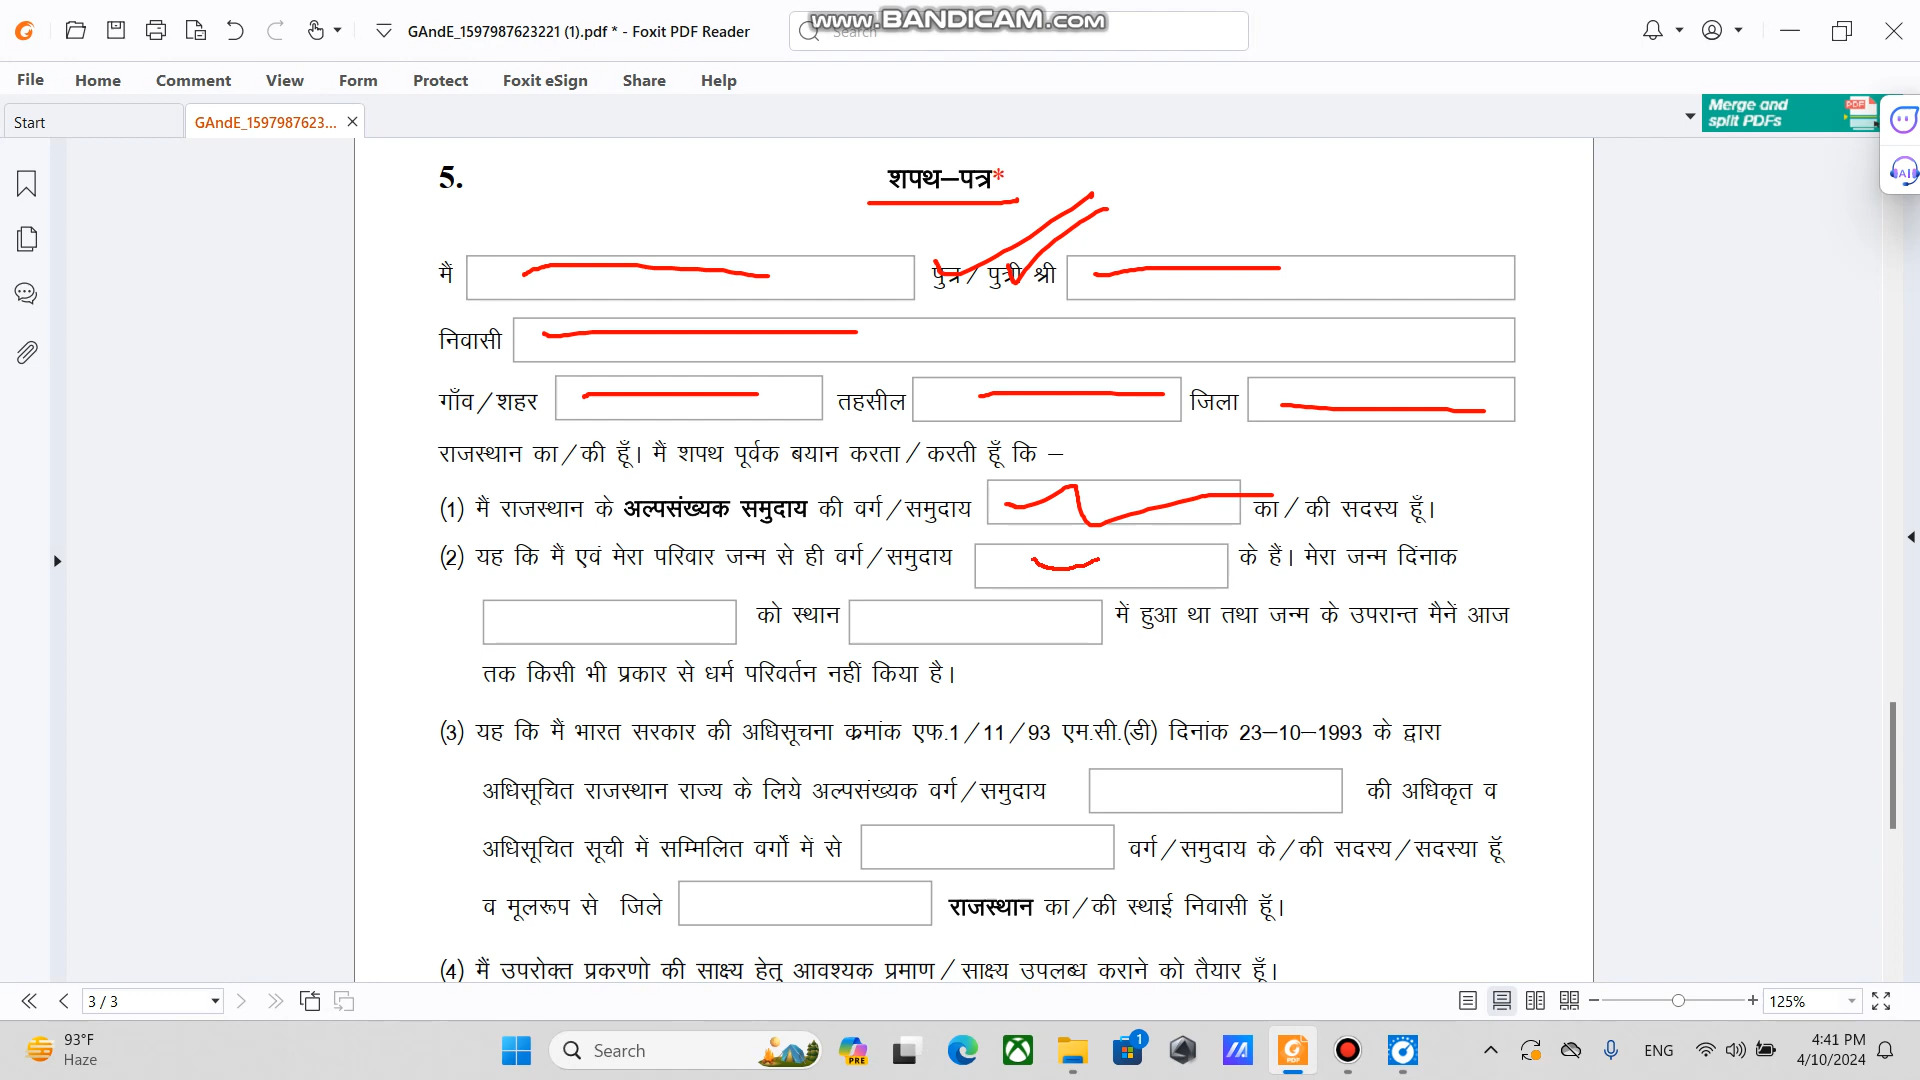 GAndE_1597987623221 (1).pdf * - Foxit PDF Reader
www.BANDICAM.com
Search
File Home Comment View Form Protect Foxit eSign Share Help
Start
GAndE_1597987623...
Merge and split PDFs
PDF
AI
5. शपथ–पत्र*
मैं पुत्र/पुत्री श्री
निवासी
गाँव/शहर तहसील जिला
राजस्थान का/की हूँ। मैं शपथ पूर्वक बयान करता/करती हूँ कि –
(1) मैं राजस्थान के अल्पसंख्यक समुदाय की वर्ग/समुदाय का/की सदस्य हूँ।
(2) यह कि मैं एवं मेरा परिवार जन्म से ही वर्ग/समुदाय के हैं। मेरा जन्म दिंनाक
को स्थान में हुआ था तथा जन्म के उपरान्त मैनें आज
तक किसी भी प्रकार से धर्म परिवर्तन नहीं किया है।
(3) यह कि मैं भारत सरकार की अधिसूचना क्रमांक एफ.1/11/93 एम.सी.(डी) दिनांक 23–10–1993 के द्वारा
अधिसूचित राजस्थान राज्य के लिये अल्पसंख्यक वर्ग/समुदाय की अधिकृत व
अधिसूचित सूची में सम्मिलित वर्गों में से वर्ग/समुदाय के/की सदस्य/सदस्या हूॅं
व मूलरूप से जिले राजस्थान का/की स्थाई निवासी हूॅं।
(4) मैं उपरोक्त प्रकरणो की साक्ष्य हेतु आवश्यक प्रमाण/साक्ष्य उपलब्ध कराने को तैयार हूँ।
3 / 3
125%
93°F
Haze
Search
PRE
1
PDF
ENG
4:41 PM
4/10/2024